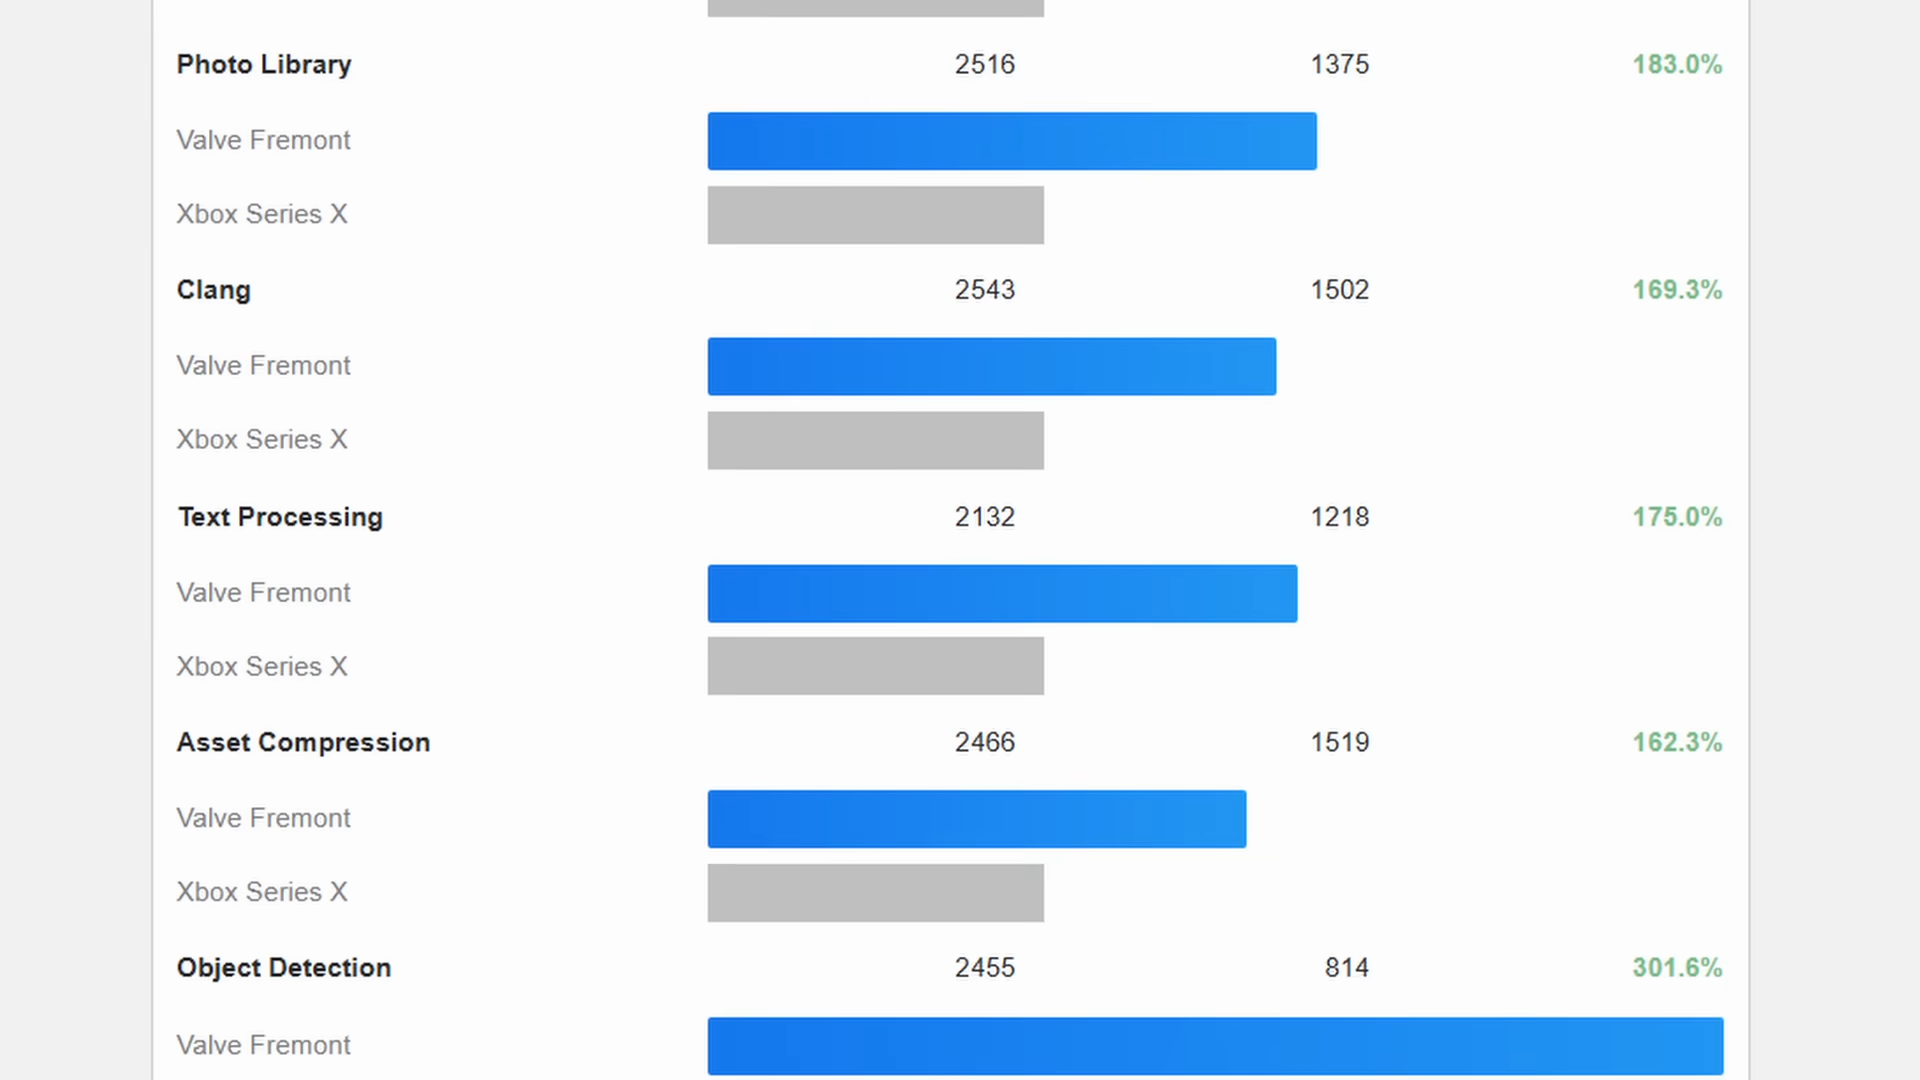 Photo Library 2516 1375 183.0%
Valve Fremont
Xbox Series X
Clang 2543 1502 169.3%
Valve Fremont
Xbox Series X
Text Processing 2132 1218 175.0%
Valve Fremont
Xbox Series X
Asset Compression 2466 1519 162.3%
Valve Fremont
Xbox Series X
Object Detection 2455 814 301.6%
Valve Fremont